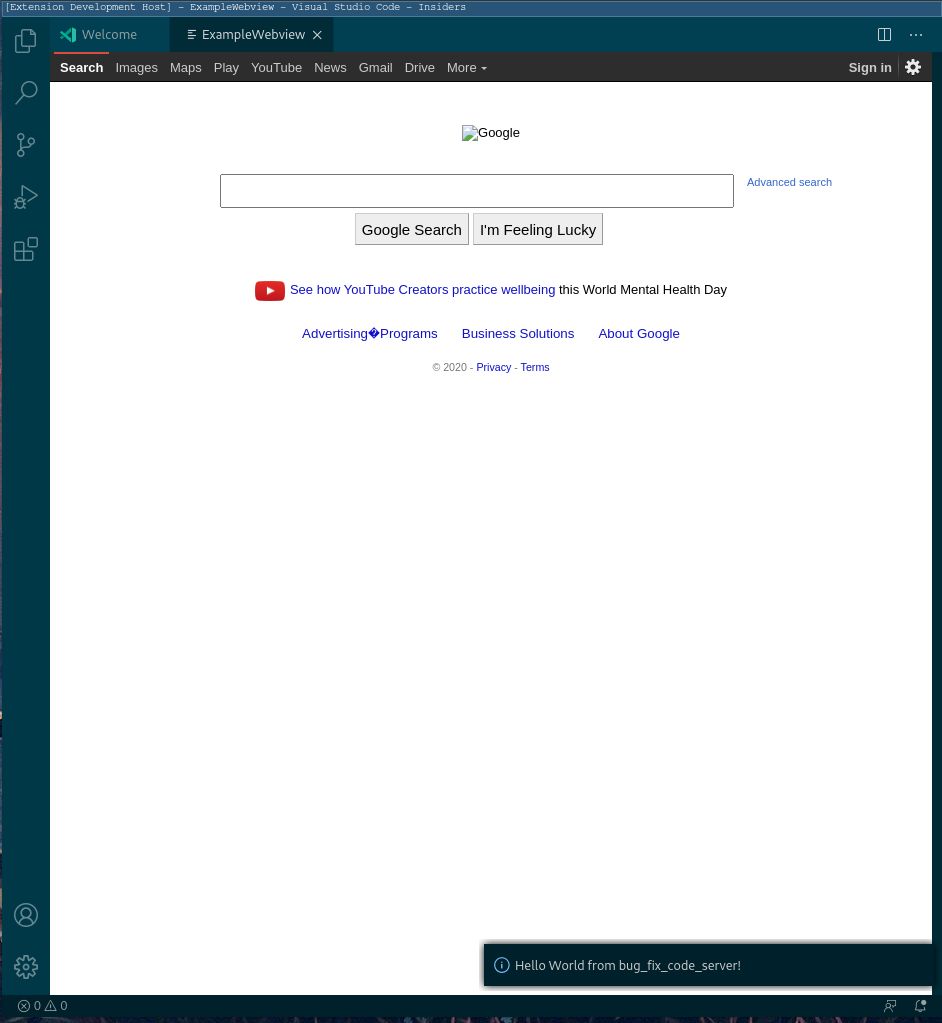 [Extension Development Host] - ExampleWebview - Visual Studio Code - Insiders
Welcome ExampleWebview
Search Images Maps Play YouTube News Gmail Drive More Sign in
Google
Advanced search
Google Search I'm Feeling Lucky
See how YouTube Creators practice wellbeing this World Mental Health Day
Advertising�Programs Business Solutions About Google
© 2020 - Privacy - Terms
Hello World from bug_fix_code_server!
0 0